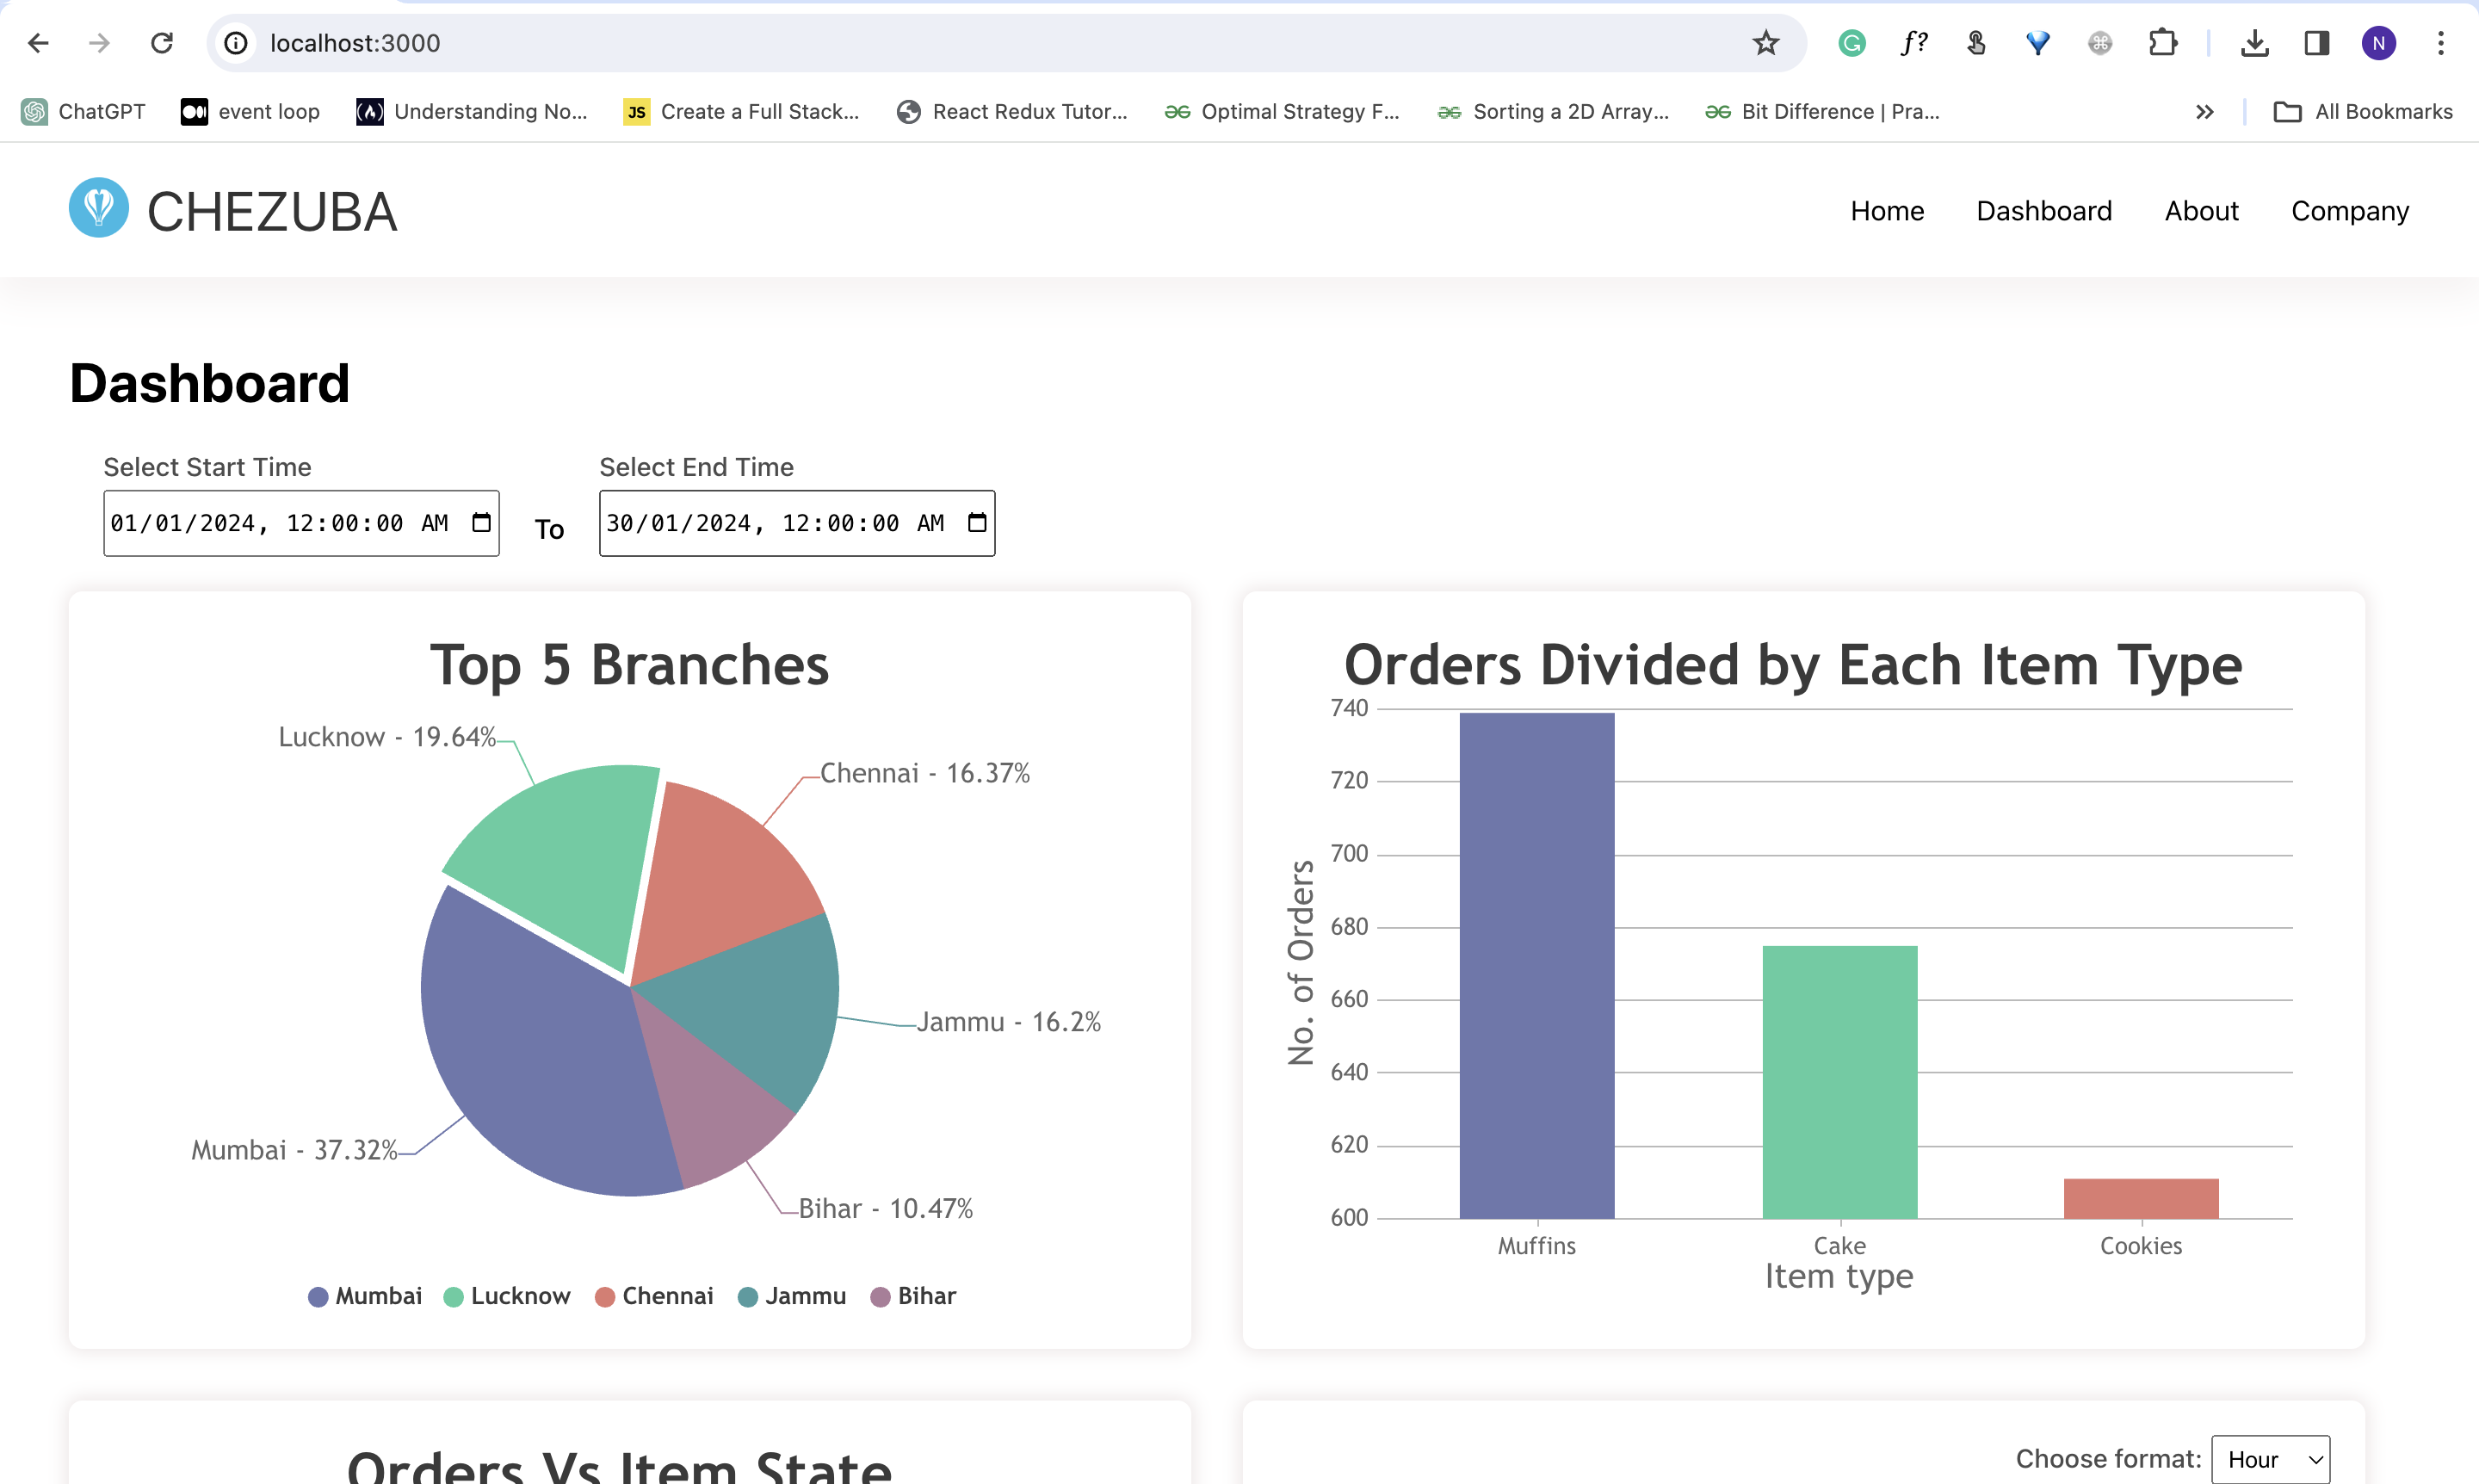 localhost:3000
f?
N
ChatGPT
event loop
Understanding No...
JS
Create a Full Stack...
React Redux Tutor...
Optimal Strategy F...
Sorting a 2D Array...
Bit Difference | Pra...
All Bookmarks
CHEZUBA
Home
Dashboard
About
Company
Dashboard
Select Start Time
01/01/2024, 12:00:00 AM
To
Select End Time
30/01/2024, 12:00:00 AM
Top 5 Branches
Lucknow - 19.64%
Chennai - 16.37%
Jammu - 16.2%
Mumbai - 37.32%
Bihar - 10.47%
Mumbai
Lucknow
Chennai
Jammu
Bihar
Orders Divided by Each Item Type
740
720
700
680
660
640
620
600
No. of Orders
Muffins
Cake
Cookies
Item type
Orders Vs Item State
Choose format:
Hour